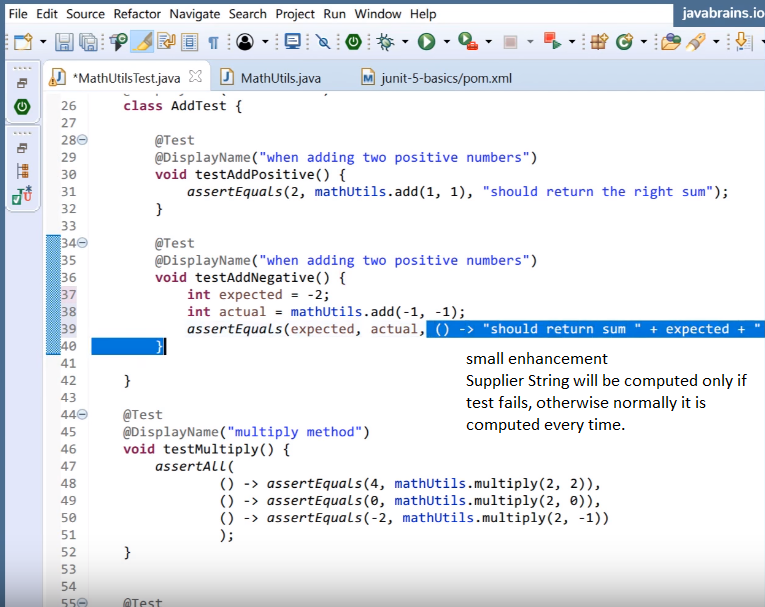 File Edit Source Refactor Navigate Search Project Run Window Help
javabrains.io
*MathUtilsTest.java MathUtils.java junit-5-basics/pom.xml
26 class AddTest {
27
28 @Test
29 @DisplayName("when adding two positive numbers")
30 void testAddPositive() {
31 assertEquals(2, mathUtils.add(1, 1), "should return the right sum");
32 }
33
34 @Test
35 @DisplayName("when adding two positive numbers")
36 void testAddNegative() {
37 int expected = -2;
38 int actual = mathUtils.add(-1, -1);
39 assertEquals(expected, actual, () -> "should return sum " + expected + "
40 }
41
small enhancement
Supplier String will be computed only if
test fails, otherwise normally it is
computed every time.
42 }
43
44 @Test
45 @DisplayName("multiply method")
46 void testMultiply() {
47 assertAll(
48 () -> assertEquals(4, mathUtils.multiply(2, 2)),
49 () -> assertEquals(0, mathUtils.multiply(2, 0)),
50 () -> assertEquals(-2, mathUtils.multiply(2, -1))
51 );
52 }
53
54
55 @Test